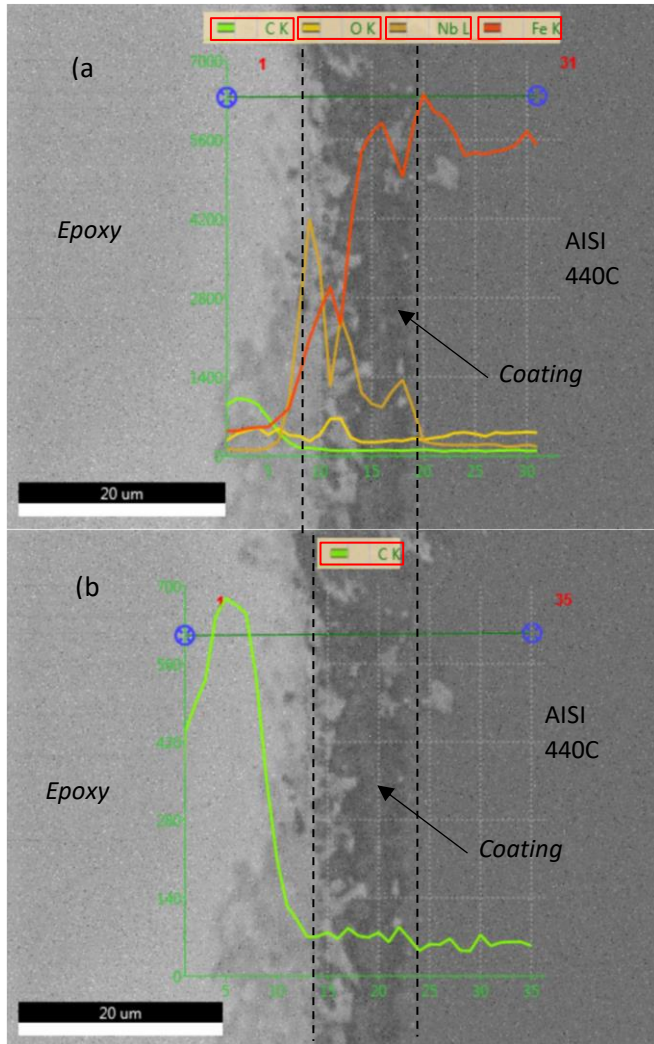 C K O K Nb L Fe K
(a
7000
1
31
5600
Epoxy
4200
AISI
440C
2800
Coating
1400
0
5 10 15 20 25 30
20 um
C K
(b
700
1
35
560
AISI
440C
420
Epoxy
280
Coating
140
0
5 10 15 20 25 30 35
20 um